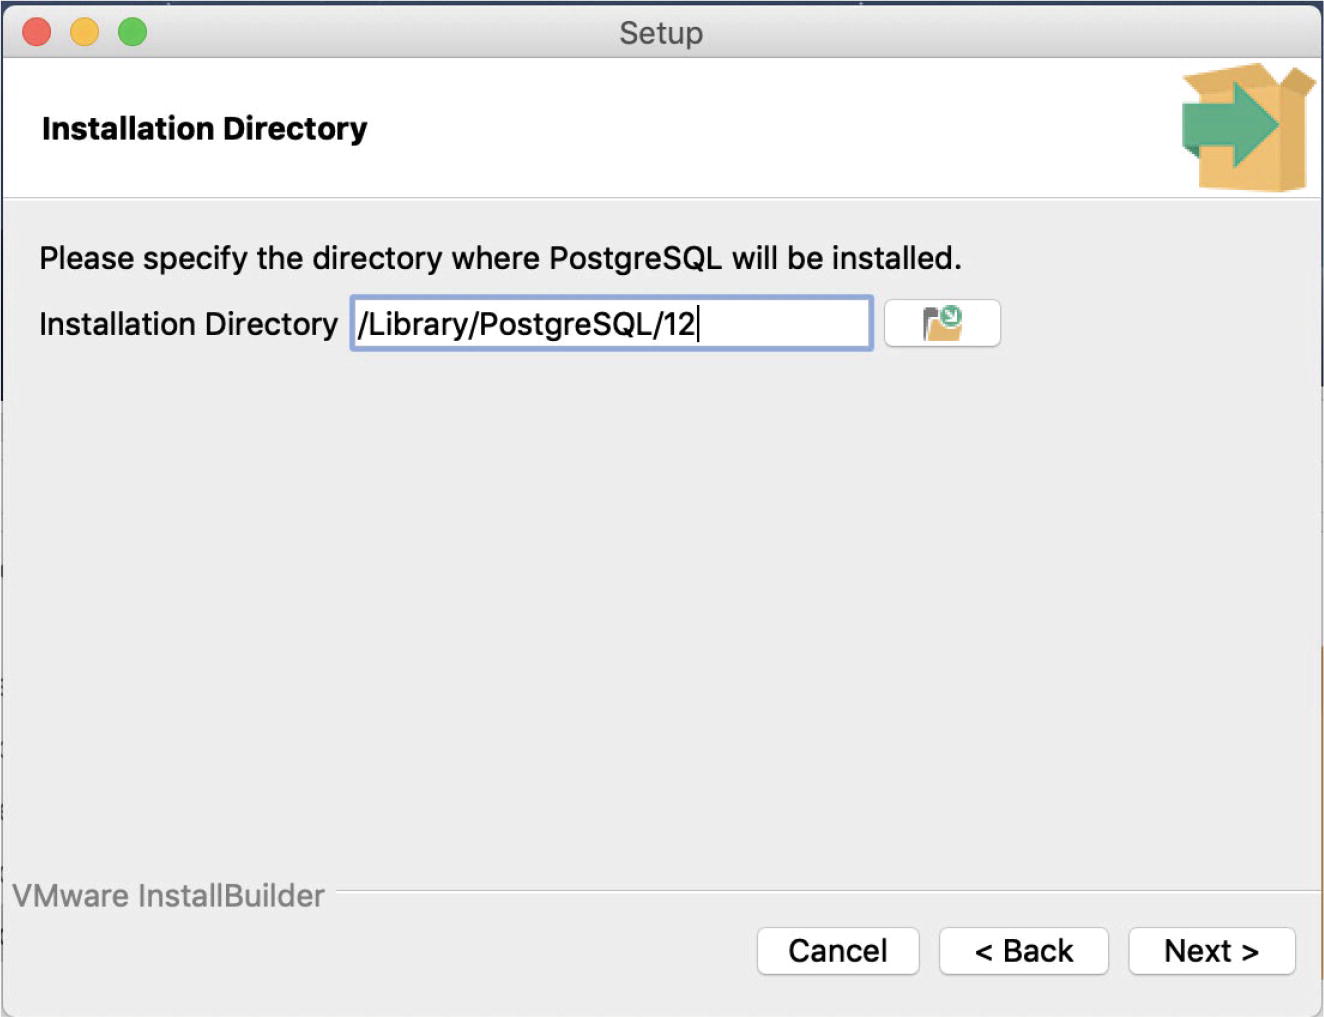 Setup
Installation Directory
Please specify the directory where PostgreSQL will be installed.
Installation Directory /Library/PostgreSQL/12
VMware InstallBuilder
Cancel < Back Next >